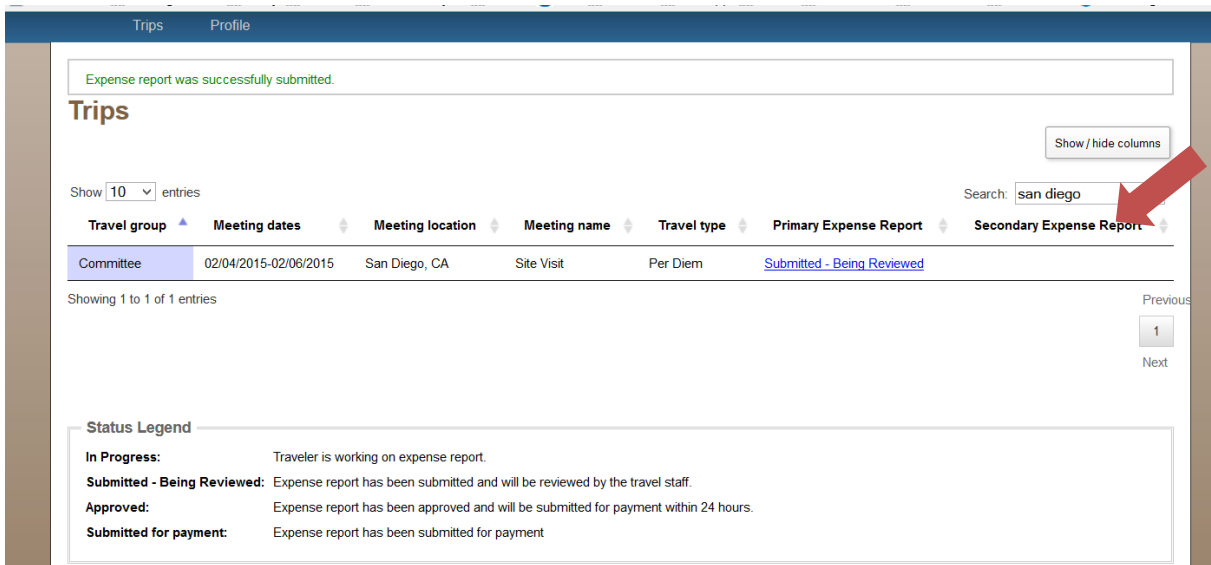 Trips Profile
Expense report was successfully submitted.
Trips
Show / hide columns
Show 10 entries
Search: san diego
Travel group Meeting dates Meeting location Meeting name Travel type Primary Expense Report Secondary Expense Report
Committee 02/04/2015-02/06/2015 San Diego, CA Site Visit Per Diem Submitted - Being Reviewed
Showing 1 to 1 of 1 entries
Previous
1
Next
Status Legend
In Progress: Traveler is working on expense report.
Submitted - Being Reviewed: Expense report has been submitted and will be reviewed by the travel staff.
Approved: Expense report has been approved and will be submitted for payment within 24 hours.
Submitted for payment: Expense report has been submitted for payment